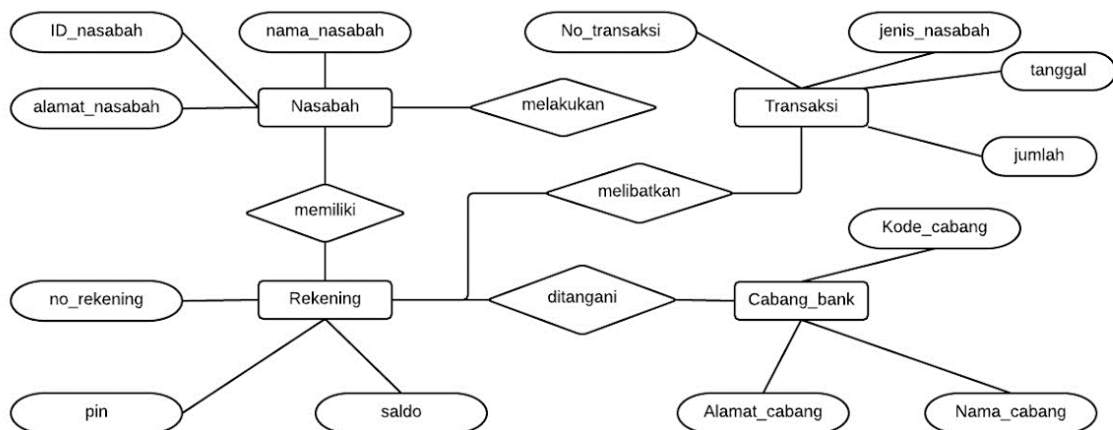 ID_nasabah
nama_nasabah
No_transaksi
jenis_nasabah
tanggal
alamat_nasabah
Nasabah
melakukan
Transaksi
jumlah
melibatkan
memiliki
Kode_cabang
no_rekening
Rekening
ditangani
Cabang_bank
pin
saldo
Alamat_cabang
Nama_cabang